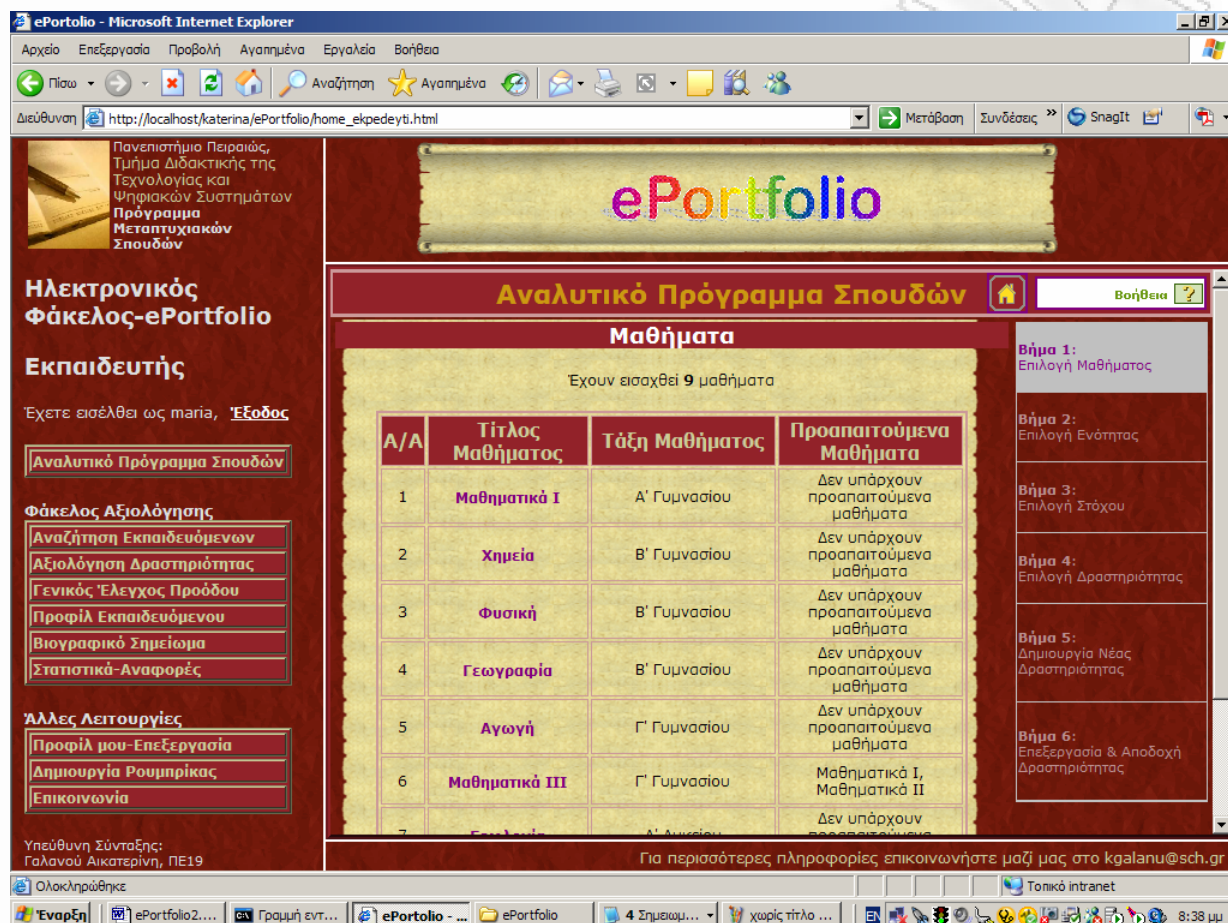 ePortolio - Microsoft Internet Explorer
Αρχείο Επεξεργασία Προβολή Αγαπημένα Εργαλεία Βοήθεια
Πίσω Αναζήτηση Αγαπημένα
Διεύθυνση http://localhost/katerina/ePortfolio/home_ekpedeyti.html Μετάβαση Συνδέσεις » SnagIt
Πανεπιστήμιο Πειραιώς,
Τμήμα Διδακτικής της
Τεχνολογίας και
Ψηφιακών Συστημάτων
Πρόγραμμα
Μεταπτυχιακών
Σπουδών
ePortfolio
Ηλεκτρονικός
Φάκελος-ePortfolio
Εκπαιδευτής
Έχετε εισέλθει ως maria, Έξοδος
Αναλυτικό Πρόγραμμα Σπουδών
Φάκελος Αξιολόγησης
Αναζήτηση Εκπαιδευόμενων
Αξιολόγηση Δραστηριότητας
Γενικός Έλεγχος Προόδου
Προφίλ Εκπαιδευόμενου
Βιογραφικό Σημείωμα
Στατιστικά-Αναφορές
Άλλες Λειτουργίες
Προφίλ μου-Επεξεργασία
Δημιουργία Ρουμπρίκας
Επικοινωνία
Υπεύθυνη Σύνταξης:
Γαλανού Αικατερίνη, ΠΕ19
Αναλυτικό Πρόγραμμα Σπουδών Βοήθεια ?
Μαθήματα
Έχουν εισαχθεί 9 μαθήματα
Α/Α Τίτλος Μαθήματος Τάξη Μαθήματος Προαπαιτούμενα Μαθήματα
1 Μαθηματικά Ι Α' Γυμνασίου Δεν υπάρχουν προαπαιτούμενα μαθήματα
2 Χημεία Β' Γυμνασίου Δεν υπάρχουν προαπαιτούμενα μαθήματα
3 Φυσική Β' Γυμνασίου Δεν υπάρχουν προαπαιτούμενα μαθήματα
4 Γεωγραφία Β' Γυμνασίου Δεν υπάρχουν προαπαιτούμενα μαθήματα
5 Αγωγή Γ' Γυμνασίου Δεν υπάρχουν προαπαιτούμενα μαθήματα
6 Μαθηματικά ΙΙΙ Γ' Γυμνασίου Μαθηματικά Ι, Μαθηματικά ΙΙ
7 Α' Λυκείου Δεν υπάρχουν προαπαιτούμενα
Βήμα 1:
Επιλογή Μαθήματος
Βήμα 2:
Επιλογή Ενότητας
Βήμα 3:
Επιλογή Στόχου
Βήμα 4:
Επιλογή Δραστηριότητας
Βήμα 5:
Δημιουργία Νέας
Δραστηριότητας
Βήμα 6:
Επεξεργασία & Αποδοχή
Δραστηριότητας
Για περισσότερες πληροφορίες επικοινωνήστε μαζί μας στο kgalanu@sch.gr
Ολοκληρώθηκε Τοπικό intranet
Έναρξη ePortfolio2.... Γραμμή εντ... ePortolio - ... ePortfolio 4 Σημειωμ... χωρίς τίτλο ... EN 8:38 μμ